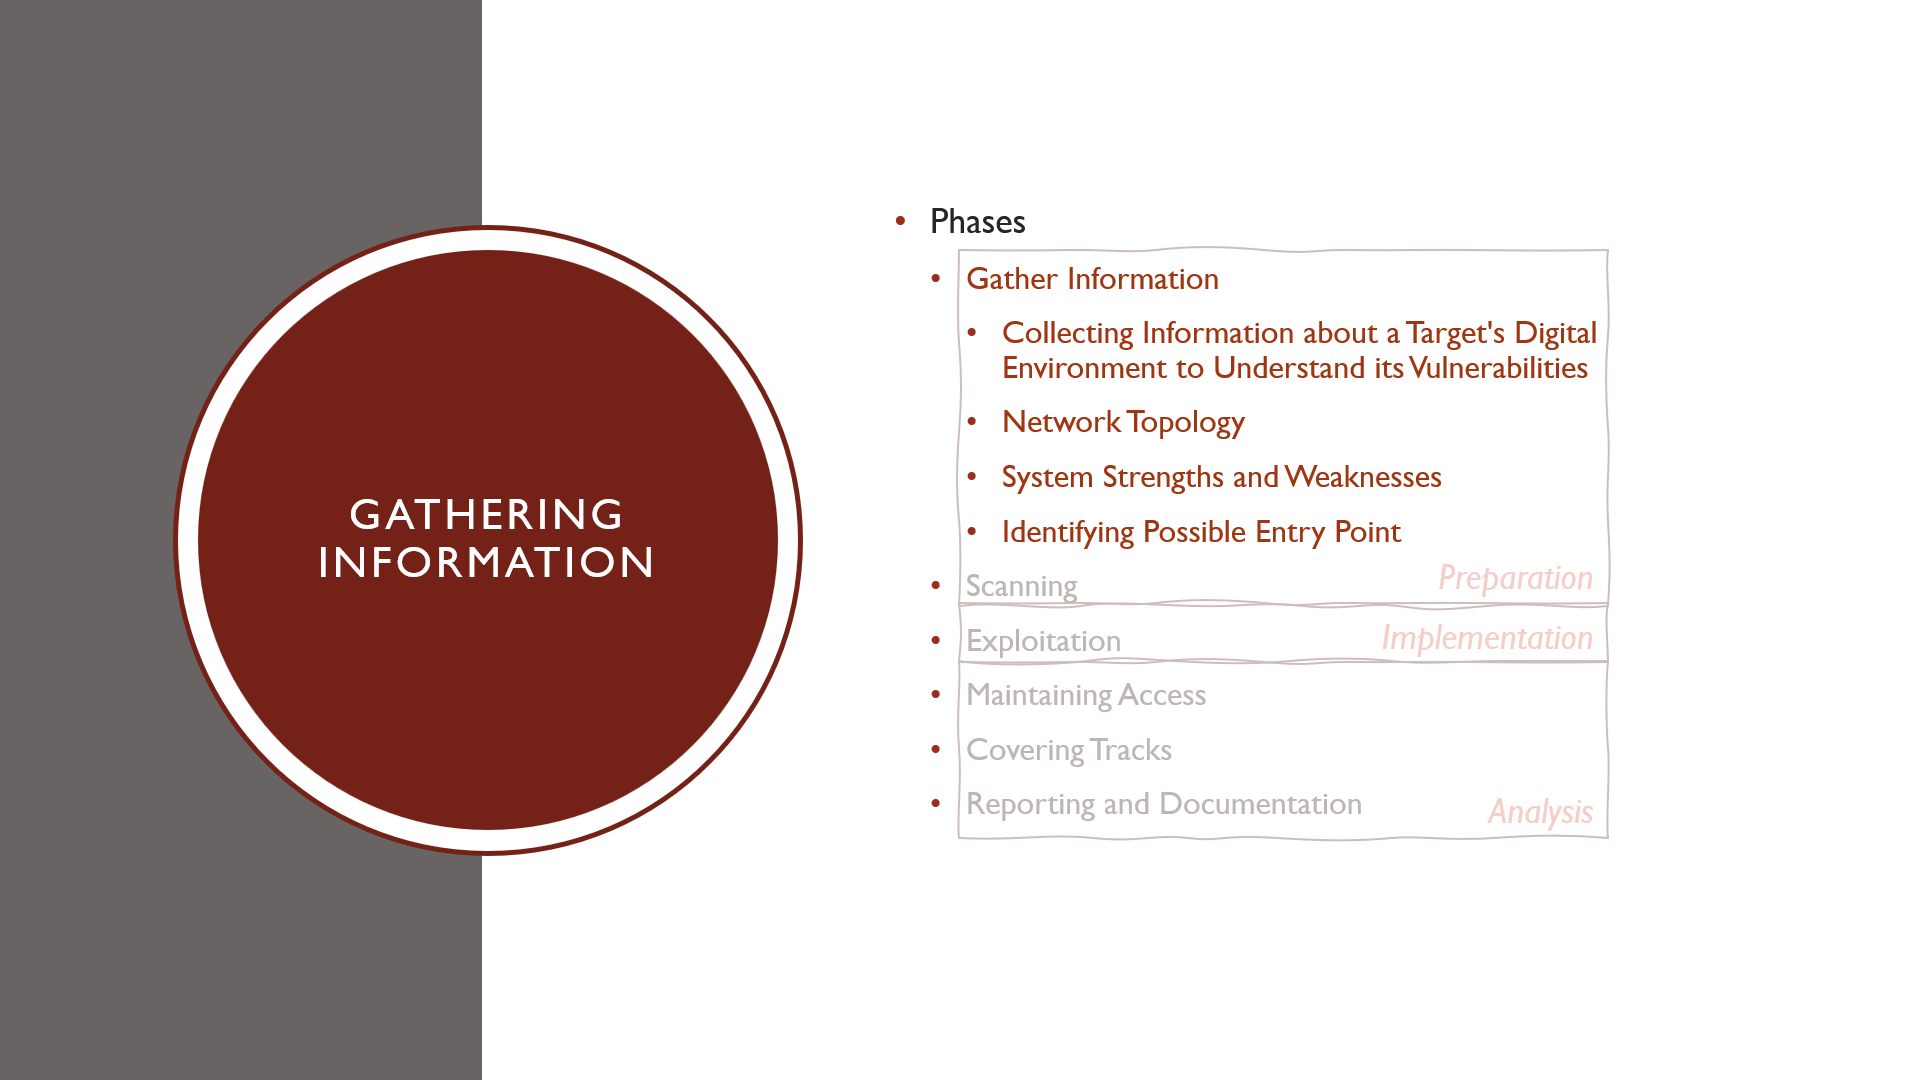 GATHERING
INFORMATION
• Phases
• Gather Information
• Collecting Information about a Target's Digital
Environment to Understand its Vulnerabilities
• Network Topology
• System Strengths and Weaknesses
• Identifying Possible Entry Point
• Scanning
Preparation
• Exploitation
Implementation
• Maintaining Access
• Covering Tracks
• Reporting and Documentation
Analysis